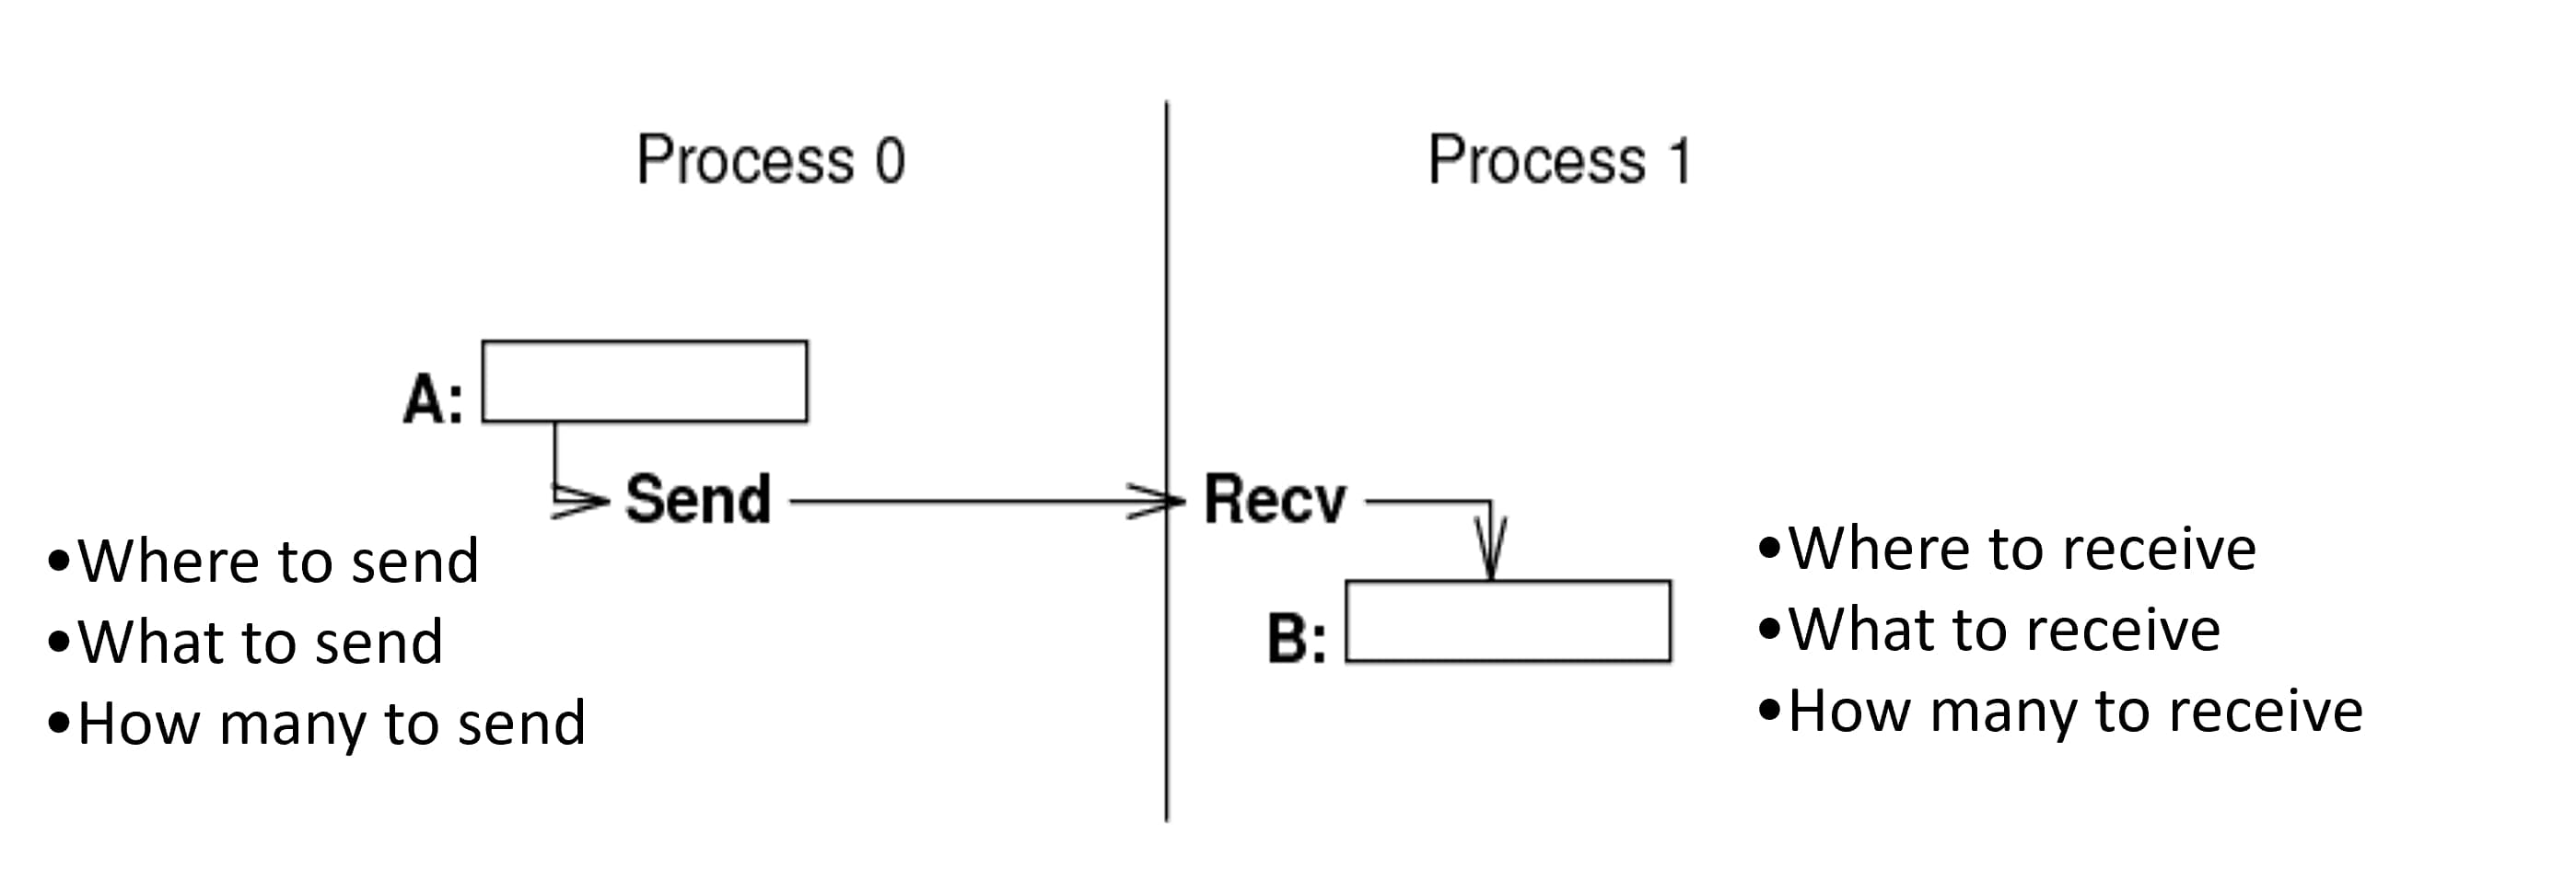 Process 0
Process 1
A:
Send
Recv
B:
•Where to send
•What to send
•How many to send
•Where to receive
•What to receive
•How many to receive